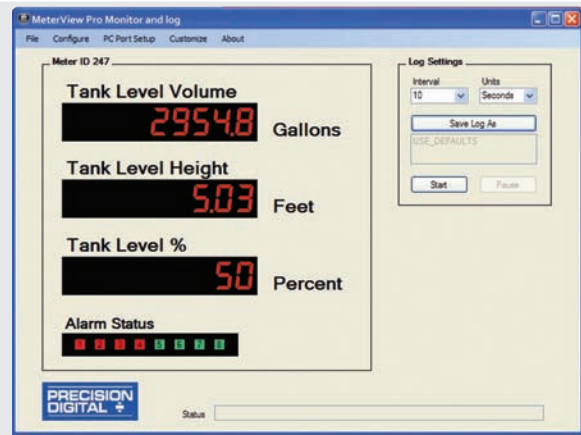 MeterView Pro Monitor and log
File Configure PC Port Setup Customize About
Meter ID 247
Tank Level Volume
2954.8 Gallons
Tank Level Height
5.03 Feet
Tank Level %
50 Percent
Alarm Status
1 2 3 4 5 6 7 8
Log Settings
Interval Units
10 Seconds
Save Log As
USE_DEFAULTS
Start Pause
PRECISION
DIGITAL
Status